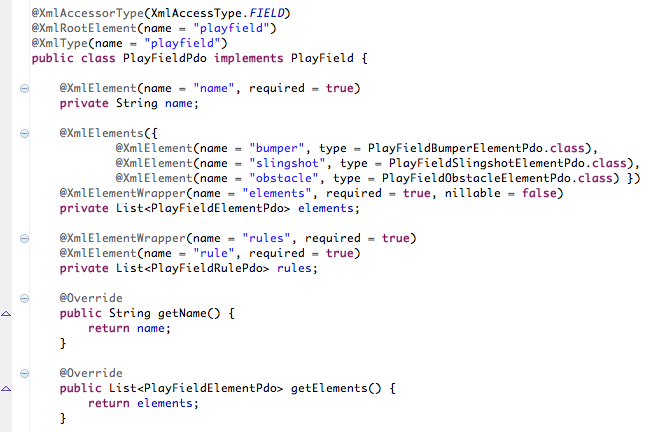 @XmlAccessorType(XmlAccessType.FIELD)
@XmlRootElement(name = "playfield")
@XmlType(name = "playfield")
public class PlayFieldPdo implements PlayField {
@XmlElement(name = "name", required = true)
private String name;
@XmlElements({
@XmlElement(name = "bumper", type = PlayFieldBumperElementPdo.class),
@XmlElement(name = "slingshot", type = PlayFieldSlingshotElementPdo.class),
@XmlElement(name = "obstacle", type = PlayFieldObstacleElementPdo.class) })
@XmlElementWrapper(name = "elements", required = true, nillable = false)
private List<PlayFieldElementPdo> elements;
@XmlElementWrapper(name = "rules", required = true)
@XmlElement(name = "rule", required = true)
private List<PlayFieldRulePdo> rules;
@Override
public String getName() {
return name;
}
@Override
public List<PlayFieldElementPdo> getElements() {
return elements;
}